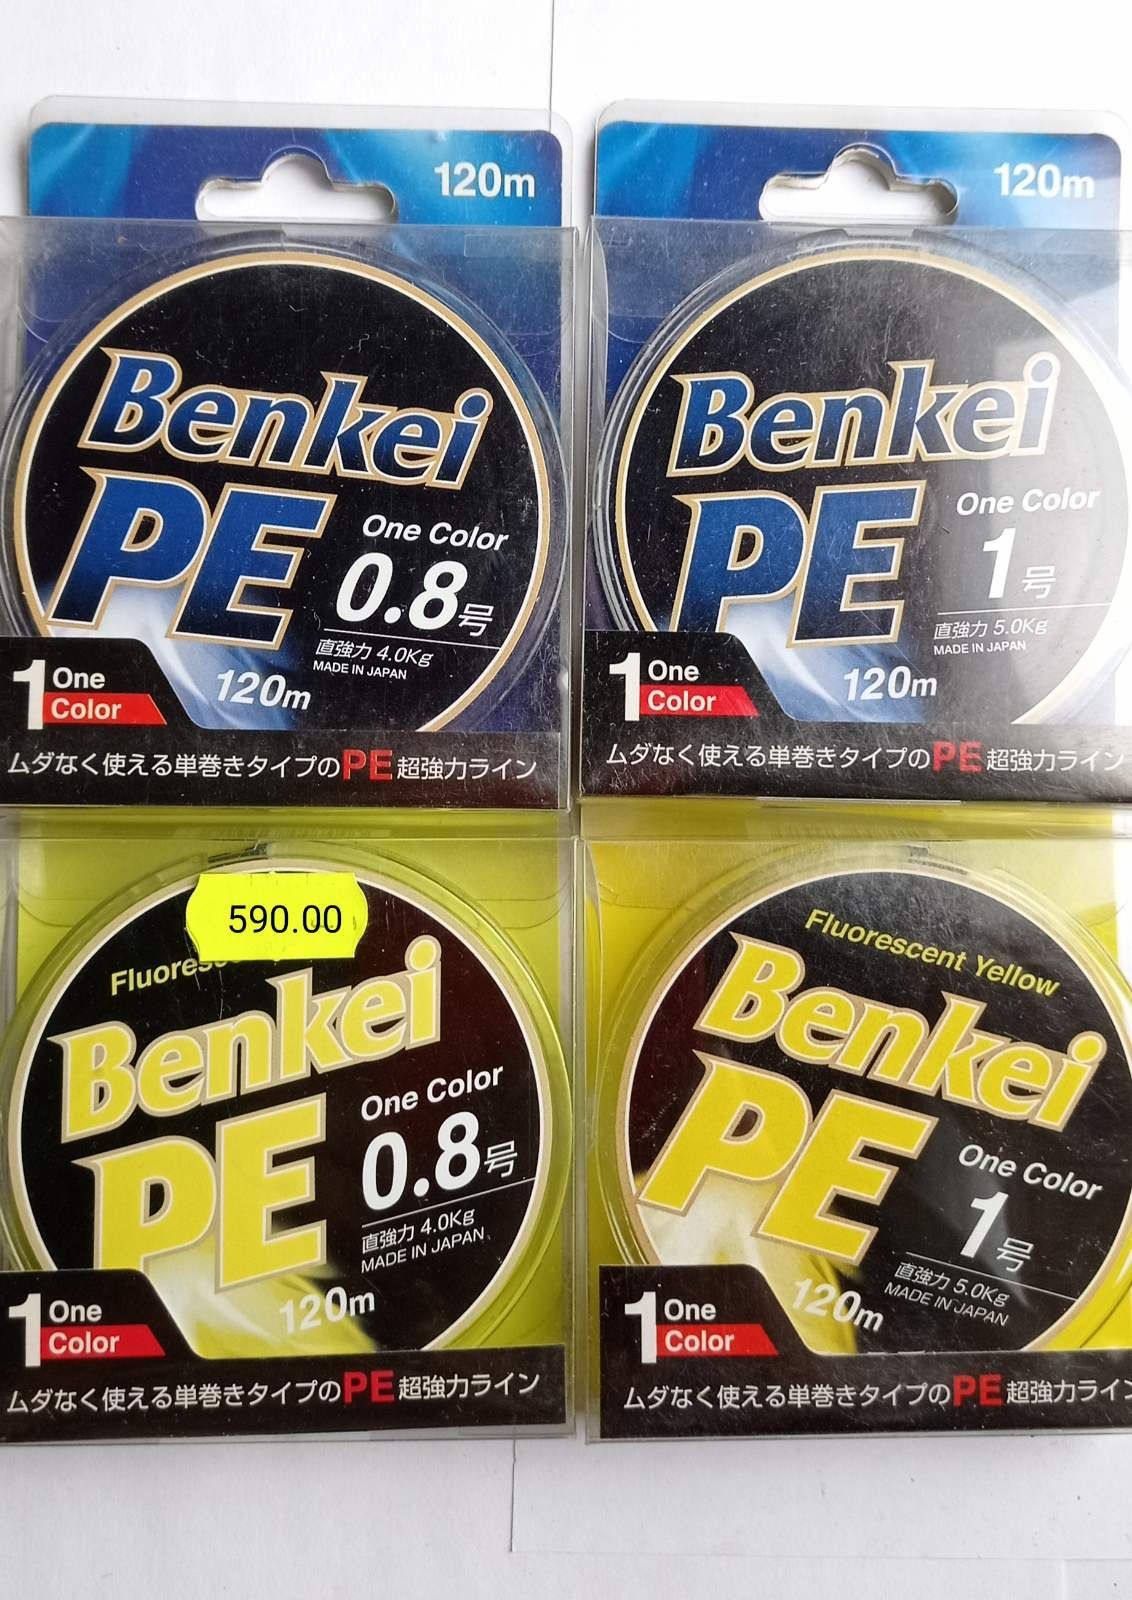 120m
Benkei
PE
One Color
0.8号
直強力 4.0Kg
MADE IN JAPAN
120m
1 One Color
ムダなく使える単巻きタイプのPE超強力ライン
120m
Benkei
PE
One Color
1号
直強力 5.0Kg
MADE IN JAPAN
120m
1 One Color
ムダなく使える単巻きタイプのPE超強力ライン
590.00
Benkei
PE
One Color
0.8号
直強力 4.0Kg
MADE IN JAPAN
120m
1 One Color
ムダなく使える単巻きタイプのPE超強力ライン
Fluorescent Yellow
Benkei
PE
One Color
1号
直強力 5.0Kg
MADE IN JAPAN
120m
1 One Color
ムダなく使える単巻きタイプのPE超強力ライン